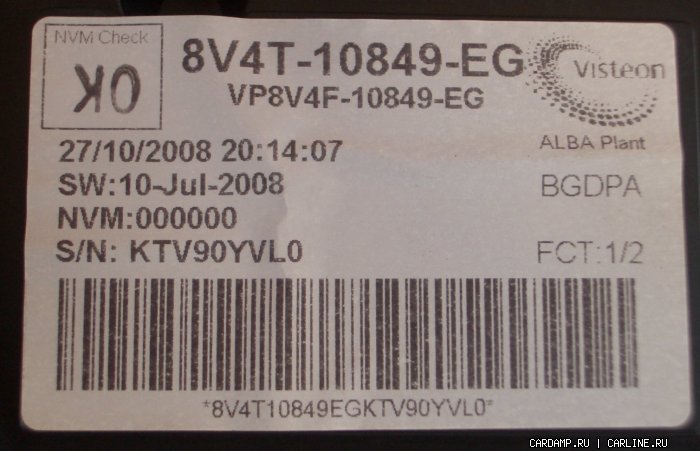 NVM Check
OK
8V4T-10849-EG
VP8V4F-10849-EG
Visteon
ALBA Plant
27/10/2008 20:14:07
SW:10-Jul-2008
BGDPA
NVM:000000
S/N: KTV90YVL0
FCT:1/2
*8V4T10849EGKTV90YVL0*
CARDAMP.RU | CARLINE.RU